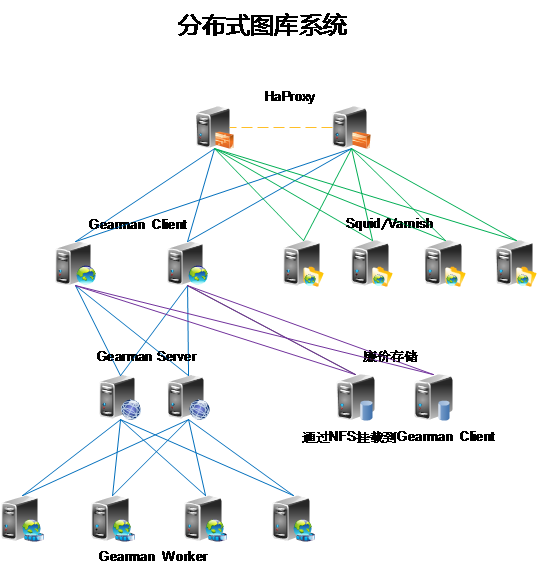 分布式图库系统
HaProxy
Gearman Client
Squid/Varnish
Gearman Server
廉价存储
通过NFS挂载到Gearman Client
Gearman Worker